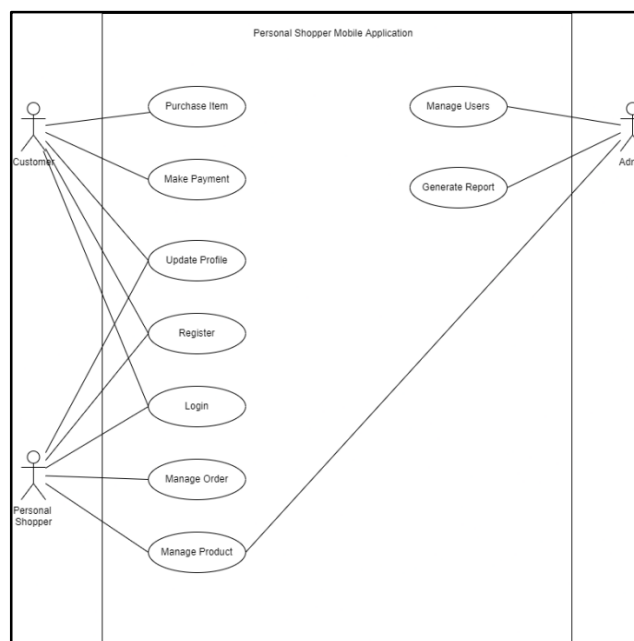 Personal Shopper Mobile Application
Purchase Item
Manage Users
Customer
Make Payment
Generate Report
Update Profile
Register
Login
Manage Order
Personal
Shopper
Manage Product